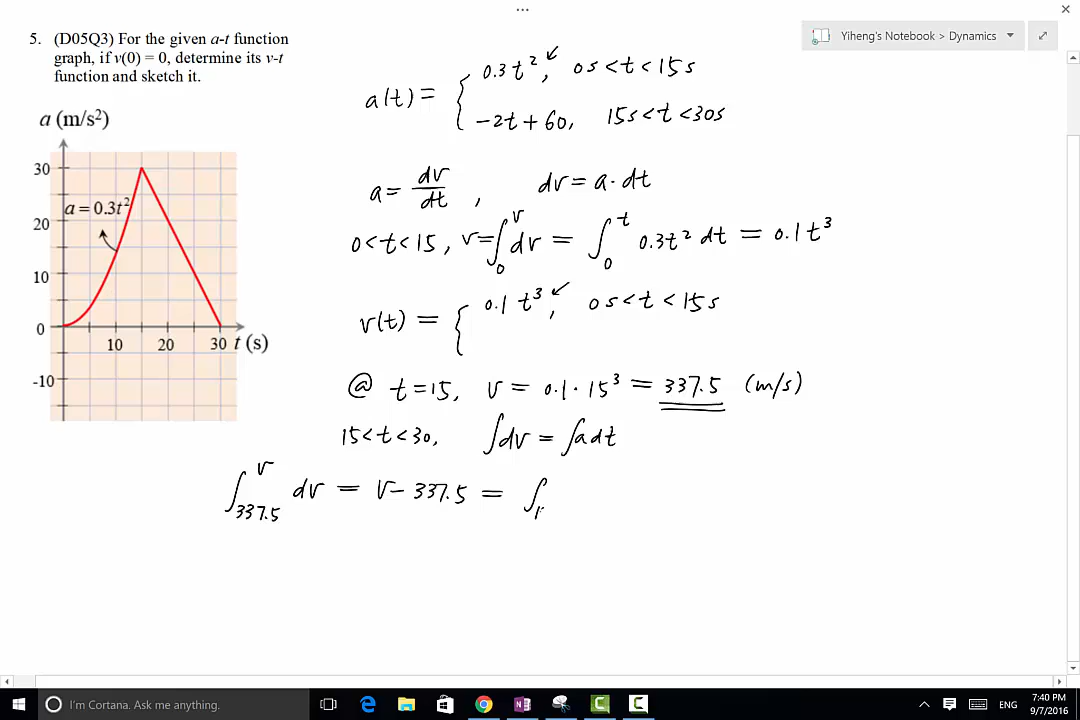 ...
Yiheng's Notebook > Dynamics
5. (D05Q3) For the given a-t function
graph, if v(0) = 0, determine its v-t
function and sketch it.
a(t) = { 0.3t², 0s<t<15s
-2t+60, 15s<t<30s
a (m/s²)
30
20
10
0
-10
a = 0.3t²
10 20 30 t (s)
a = dv/dt , dv = a·dt
0<t<15, v=∫₀ᵛ dv = ∫₀ᵗ 0.3t² dt = 0.1t³
v(t) = { 0.1 t³, 0s<t<15s
@ t=15, v = 0.1·15³ = 337.5 (m/s)
15<t<30, ∫dv = ∫adt
∫₃₃₇.₅ᵛ dv = v-337.5 = ∫
I'm Cortana. Ask me anything.
ENG
7:40 PM
9/7/2016